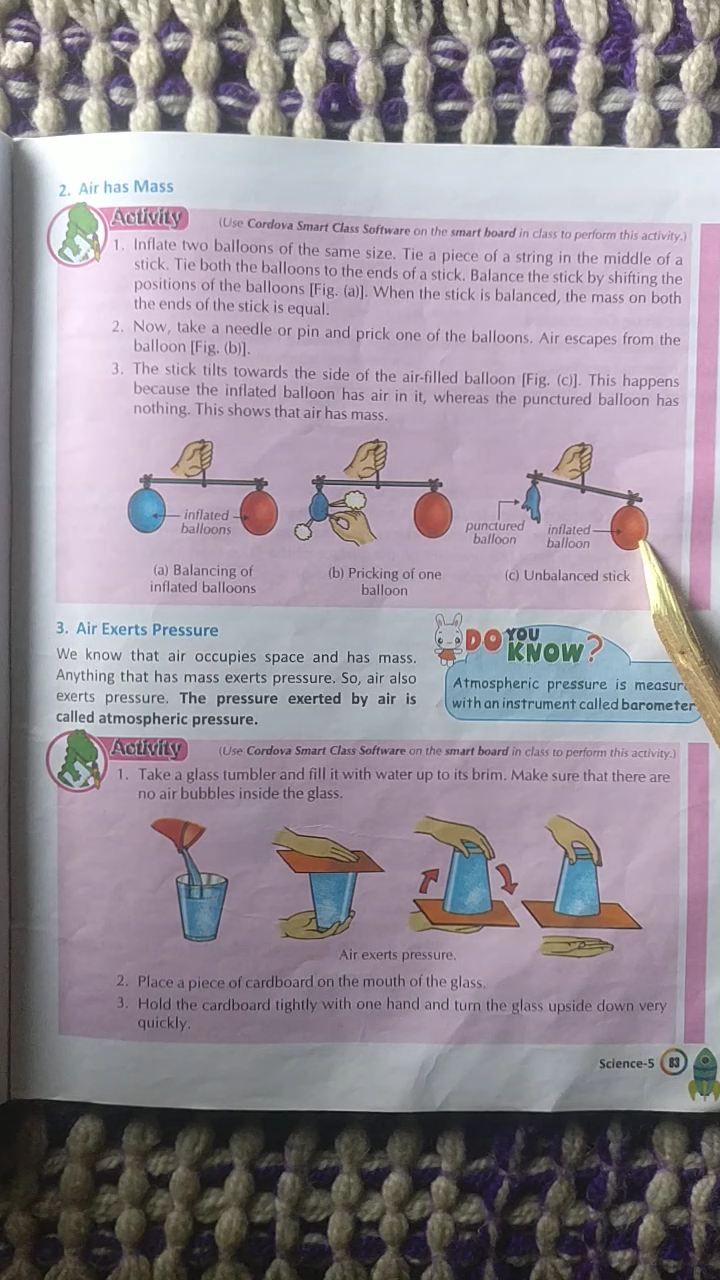 2. Air has Mass
Activity
(Use Cordova Smart Class Software on the smart board in class to perform this activity.)
1. Inflate two balloons of the same size. Tie a piece of string in the middle of a
stick. Tie both the balloons to the ends of a stick. Balance the stick by shifting the
positions of the balloons [Fig. (a)]. When the stick is balanced, the mass on both
the ends of the stick is equal.
2. Now, take a needle or pin and prick one of the balloons. Air escapes from the
balloon [Fig. (b)].
3. The stick tilts towards the side of the air-filled balloon [Fig. (c)]. This happens
because the inflated balloon has air in it, whereas the punctured balloon has
nothing. This shows that air has mass.
inflated
balloons
punctured
balloon
inflated
balloon
(a) Balancing of
inflated balloons
(b) Pricking of one
balloon
(c) Unbalanced stick
3. Air Exerts Pressure
We know that air occupies space and has mass.
Anything that has mass exerts pressure. So, air also
exerts pressure. The pressure exerted by air is
called atmospheric pressure.
DO YOU KNOW?
Atmospheric pressure is
with an instrument called barometer
Activity
(Use Cordova Smart Class Software on the smart board in class to perform this activity.)
1. Take a glass tumbler and fill it with water up to its brim. Make sure that there are
no air bubbles inside the glass.
Air exerts pressure.
2. Place a piece of cardboard on the mouth of the glass.
3. Hold the cardboard tightly with one hand and turn the glass upside down very
quickly.
Science-5 83